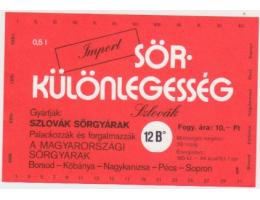 0,5 l
Import
SÖR-
KÜLÖNLEGESSÉG
Szlovák
Gyártják:
SZLOVÁK SÖRGYÁRAK
Palackozzák és forgalmazzák
A MAGYARORSZÁGI
SÖRGYÁRAK
Borsod - Kőbánya - Nagykanizsa - Pécs - Sopron
12 B°
Fogy. ára: 10,- Ft